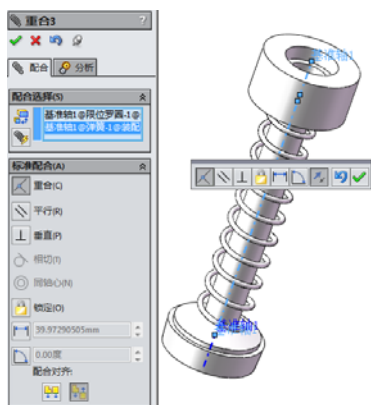 重合3
?
配合 分析
配合选择(S)
基准轴1@限位罗西-1@
基准轴1@弹簧-1@装配
标准配合(A)
重合(C)
平行(R)
垂直(P)
相切(T)
同轴心(N)
锁定(O)
39.97290505mm
0.00度
配合对齐:
基准轴1
基准轴1